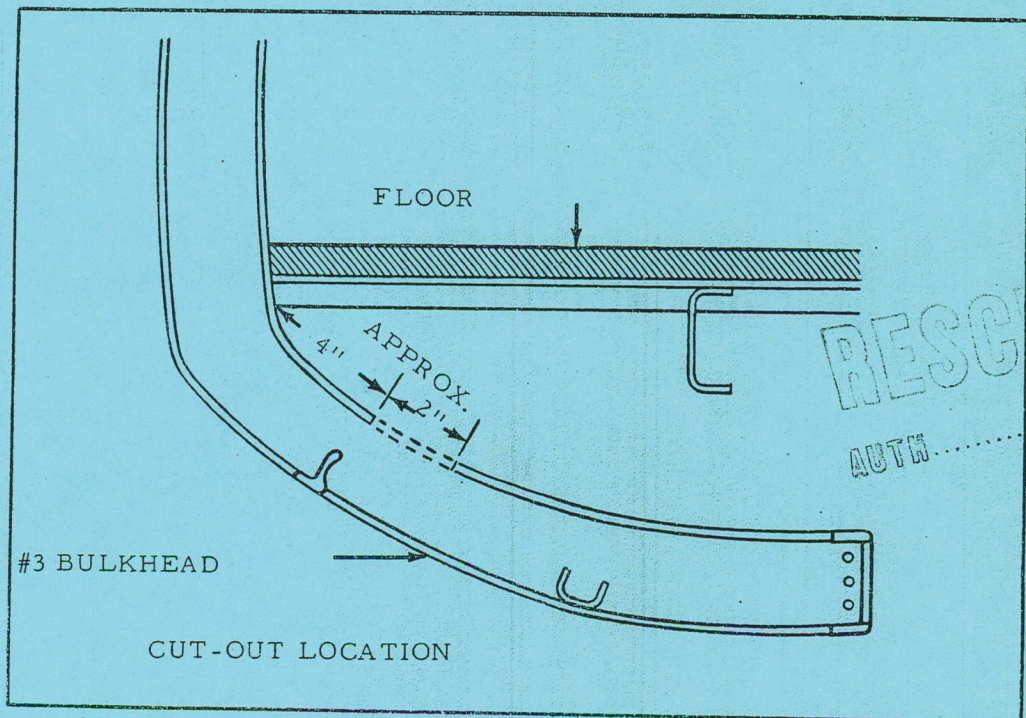 FLOOR
APPROX.
4"
2"
AUTH
#3 BULKHEAD
CUT-OUT LOCATION